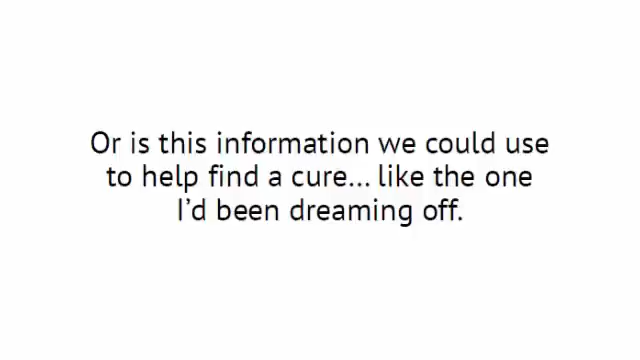 Or is this information we could use
to help find a cure... like the one
I’d been dreaming off.